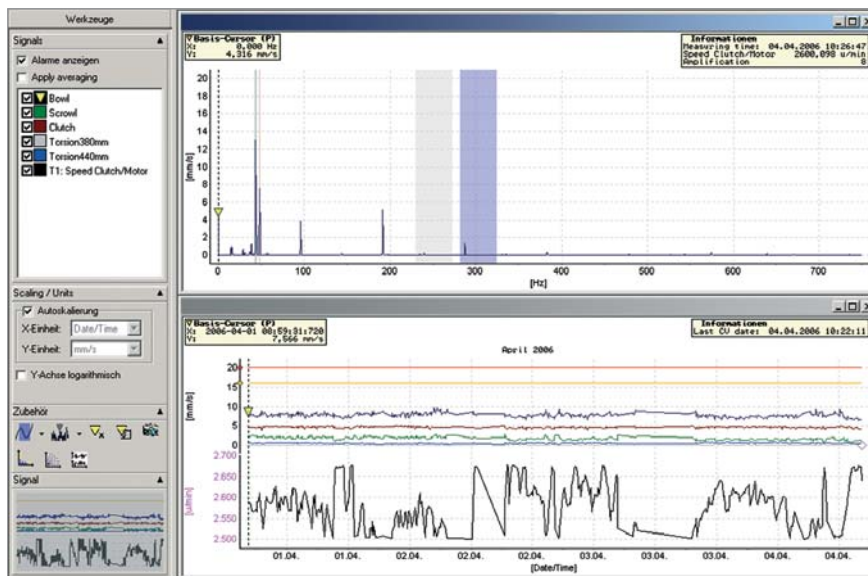 Werkzeuge
Signals
Alarme anzeigen
Apply averaging
Bowl
Scrowl
Clutch
Torsion380mm
Torsion440mm
T1: Speed Clutch/Motor
Scaling / Units
Autoskalierung
X-Einheit: Date/Time
Y-Einheit: mm/s
Y-Achse logarithmisch
Zubehör
Signal
Basis-Cursor (P)
X: 0,000 Hz
Y: 4,316 mm/s
Informationen
Measuring time: 04.04.2006 10:26:47
Speed Clutch/Motor 2600,898 u/min
Amplification 8
20
18
16
14
12
10
8
6
4
2
0
[mm/s]
0 100 200 300 400 500 600 700
[Hz]
Basis-Cursor (P)
X: 2006-04-01 08:59:31:720
Y: 7,566 mm/s
Informationen
Last CV date: 04.04.2006 10:22:11
April 2006
20
15
10
5
0
[mm/s]
2.700
2.650
2.600
2.550
2.500
[u/min]
01.04. 01.04. 02.04. 02.04. 02.04. 03.04. 03.04. 03.04. 04.04. 04.04.
[Date/Time]